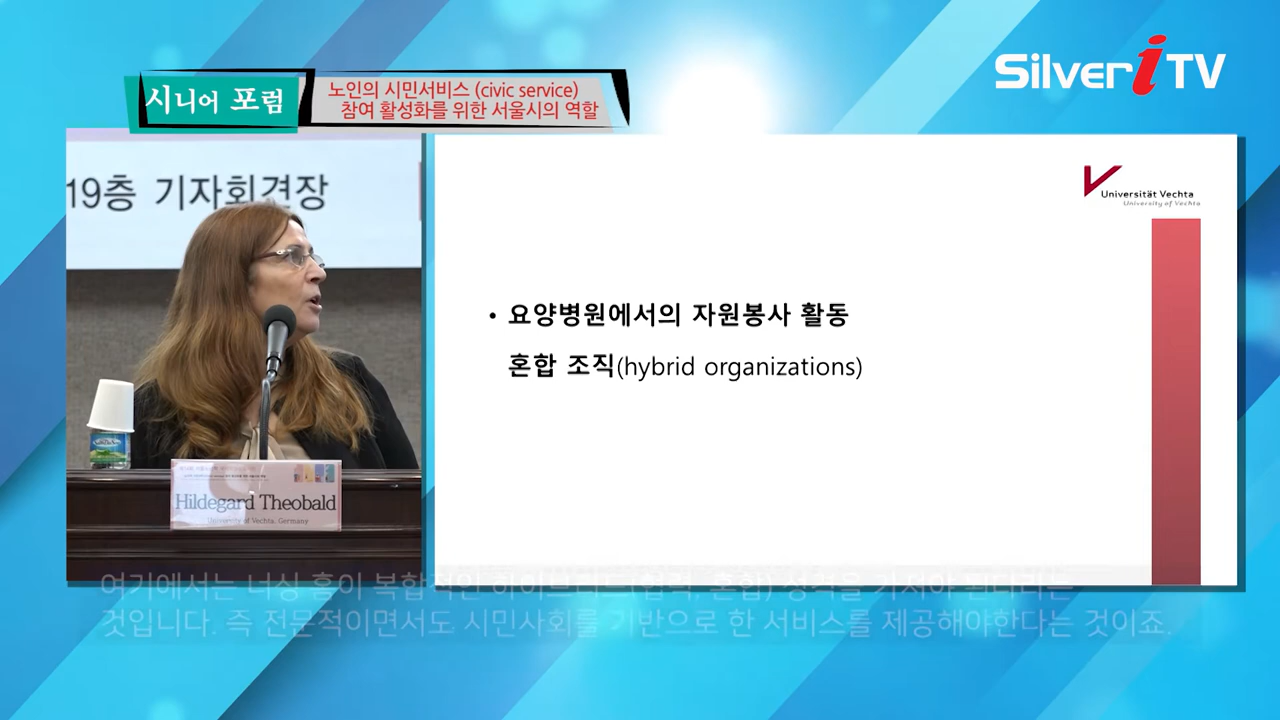 Silver i TV
시니어 포럼
노인의 시민서비스 (civic service)
참여 활성화를 위한 서울시의 역할
19층 기자회견장
Universität Vechta
University of Vechta
• 요양병원에서의 자원봉사 활동
혼합 조직(hybrid organizations)
Hildegard Theobald
University of Vechta, Germany
여기에서는 너싱 홈이 복합적인 하이브리드 (협력, 혼합) 성격을 가져야 된다라는
것입니다. 즉 전문적이면서도 시민사회를 기반으로 한 서비스를 제공해야한다는 것이죠.